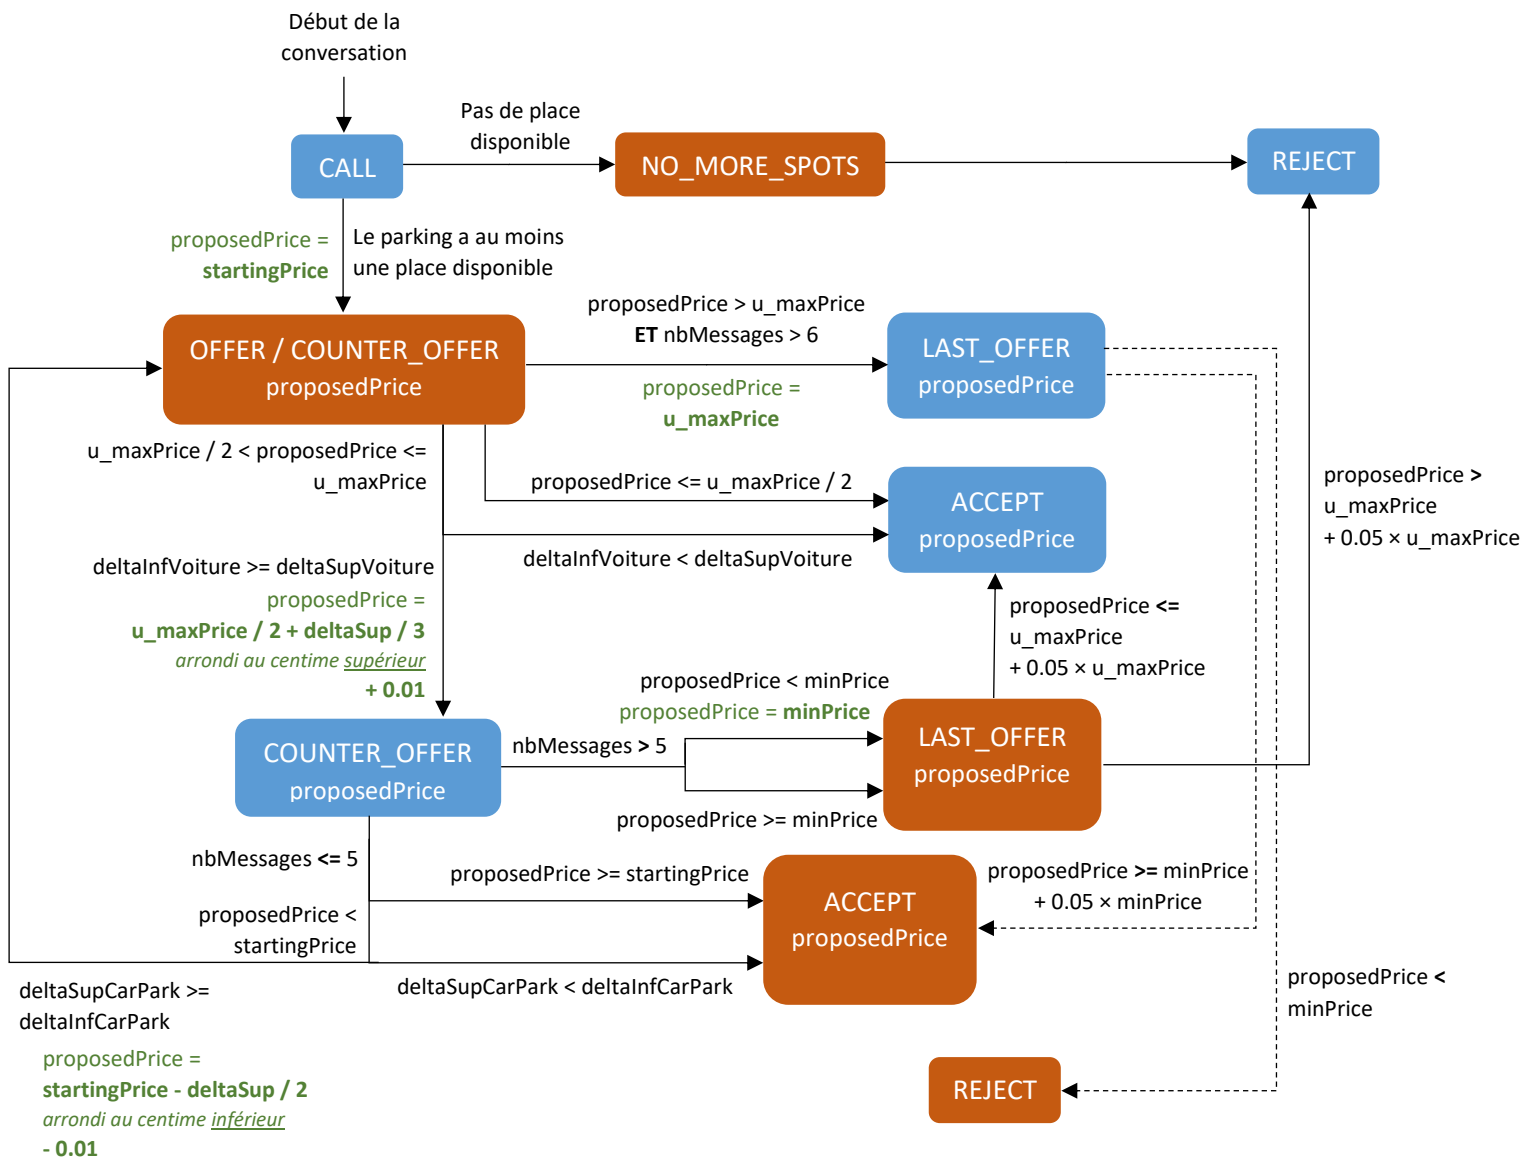 Début de la
conversation
Pas de place
disponible
CALL
NO_MORE_SPOTS
REJECT
proposedPrice =
startingPrice
Le parking a au moins
une place disponible
proposedPrice > u_maxPrice
ET nbMessages > 6
OFFER / COUNTER_OFFER
proposedPrice
LAST_OFFER
proposedPrice
proposedPrice =
u_maxPrice
u_maxPrice / 2 < proposedPrice <=
u_maxPrice
proposedPrice <= u_maxPrice / 2
ACCEPT
proposedPrice
proposedPrice >
u_maxPrice
+ 0.05 × u_maxPrice
deltaInfVoiture < deltaSupVoiture
deltaInfVoiture >= deltaSupVoiture
proposedPrice =
u_maxPrice / 2 + deltaSup / 3
arrondi au centime supérieur
+ 0.01
proposedPrice <=
u_maxPrice
+ 0.05 × u_maxPrice
proposedPrice < minPrice
proposedPrice = minPrice
COUNTER_OFFER
proposedPrice
nbMessages > 5
LAST_OFFER
proposedPrice
proposedPrice >= minPrice
nbMessages <= 5
proposedPrice >= startingPrice
proposedPrice <
startingPrice
ACCEPT
proposedPrice
proposedPrice >= minPrice
+ 0.05 × minPrice
deltaSupCarPark >=
deltaInfCarPark
deltaSupCarPark < deltaInfCarPark
proposedPrice <
minPrice
proposedPrice =
startingPrice - deltaSup / 2
arrondi au centime inférieur
- 0.01
REJECT